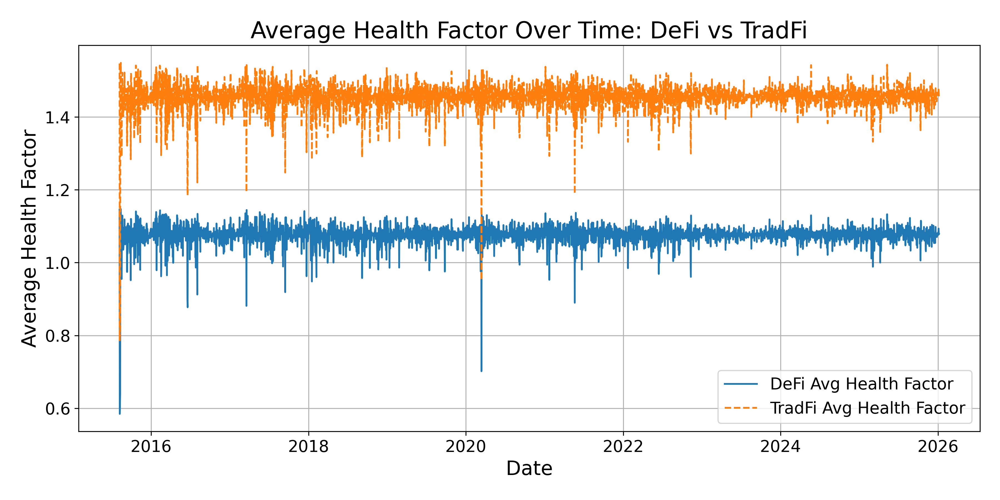 Average Health Factor Over Time: DeFi vs TradFi
Average Health Factor
1.4
1.2
1.0
0.8
0.6
2016
2018
2020
2022
2024
2026
Date
DeFi Avg Health Factor
TradFi Avg Health Factor